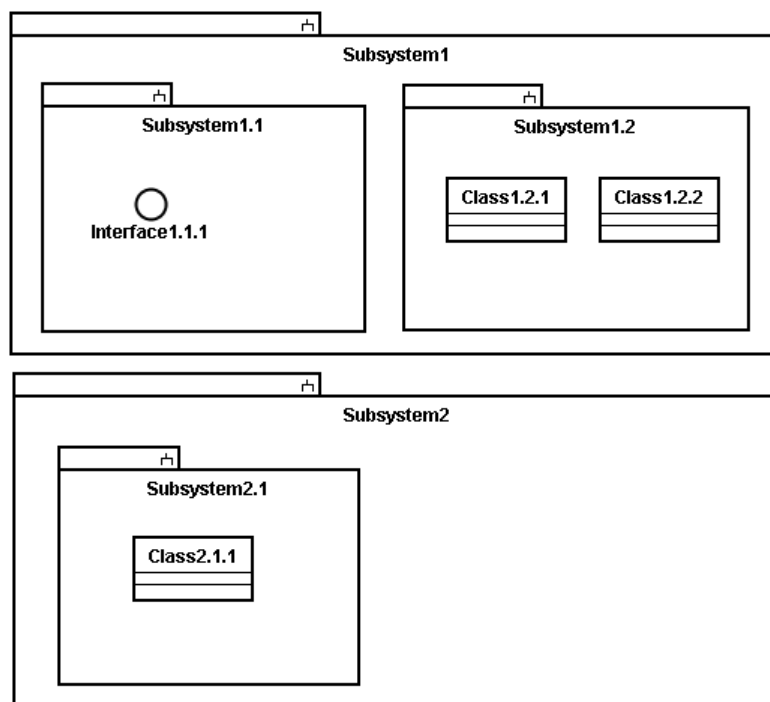 Subsystem1
Subsystem1.1
Subsystem1.2
Class1.2.1
Class1.2.2
Interface1.1.1
Subsystem2
Subsystem2.1
Class2.1.1